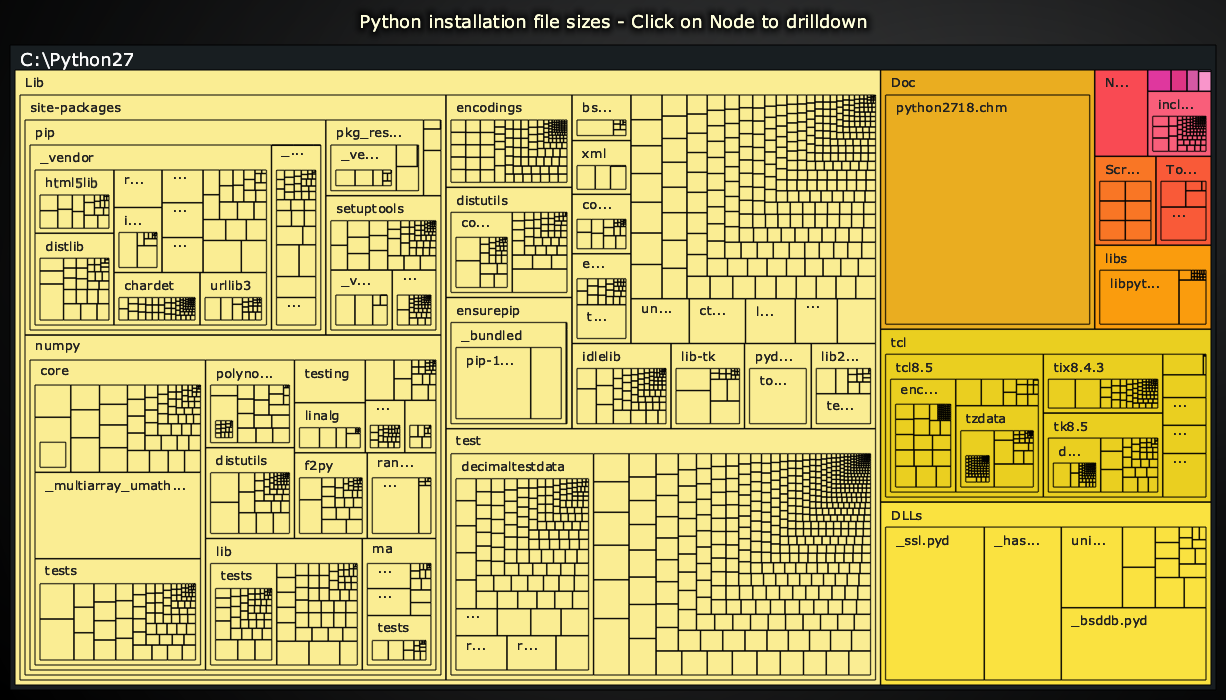 Python installation file sizes - Click on Node to drilldown
C:\Python27
Lib
site-packages
pip
_vendor
html5lib
distlib
r...
i...
...
...
...
chardet
urllib3
_...
...
pkg_res...
_ve...
setuptools
_v...
...
numpy
core
_multiarray_umath...
tests
polyno...
distutils
lib
tests
testing
linalg
f2py
...
ran...
...
ma
...
...
tests
encodings
distutils
co...
ensurepip
_bundled
pip-1...
bs...
xml
co...
e...
t...
un...
ct...
l...
...
idlelib
lib-tk
pyd...
to...
lib2...
te...
test
decimaltestdata
...
r...
r...
Doc
python2718.chm
N...
incl...
Scr...
To...
...
libs
libpyt...
tcl
tcl8.5
enc...
tzdata
tix8.4.3
tk8.5
d...
...
...
...
DLLs
_ssl.pyd
_has...
uni...
_bsddb.pyd